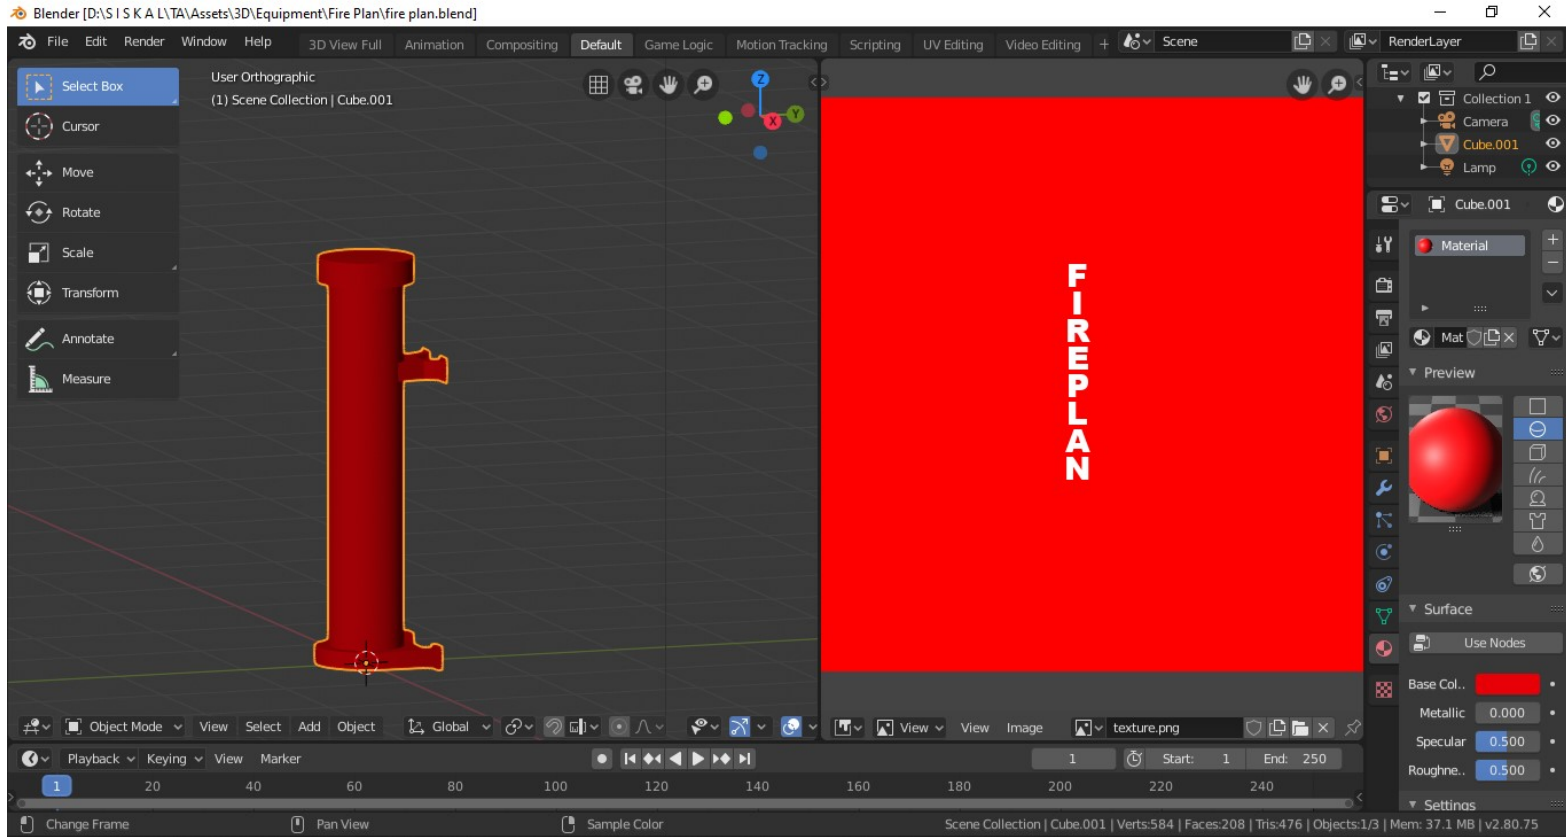 Blender [D:\S I S K A L\TA\Assets\3D\Equipment\Fire Plan\fire plan.blend]
File Edit Render Window Help 3D View Full Animation Compositing Default Game Logic Motion Tracking Scripting UV Editing Video Editing + Scene RenderLayer
Select Box
Cursor
Move
Rotate
Scale
Transform
Annotate
Measure
User Orthographic
(1) Scene Collection | Cube.001
Z
Y
X
F
I
R
E
P
L
A
N
Collection 1
Camera
Cube.001
Lamp
Cube.001
Material
Mat
Preview
Surface
Use Nodes
Base Col..
Metallic 0.000
Specular 0.500
Roughne.. 0.500
Settings
Object Mode View Select Add Object Global
View View Image texture.png
Playback Keying View Marker 1 Start: 1 End: 250
1 20 40 60 80 100 120 140 160 180 200 220 240
Change Frame Pan View Sample Color Scene Collection | Cube.001 | Verts:584 | Faces:208 | Tris:476 | Objects:1/3 | Mem: 37.1 MB | v2.80.75